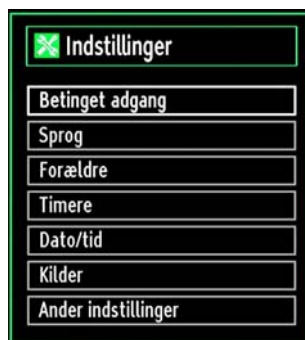 Indstillinger
Betinget adgang
Sprog
Forældre
Timere
Dato/tid
Kilder
Ander indstillinger